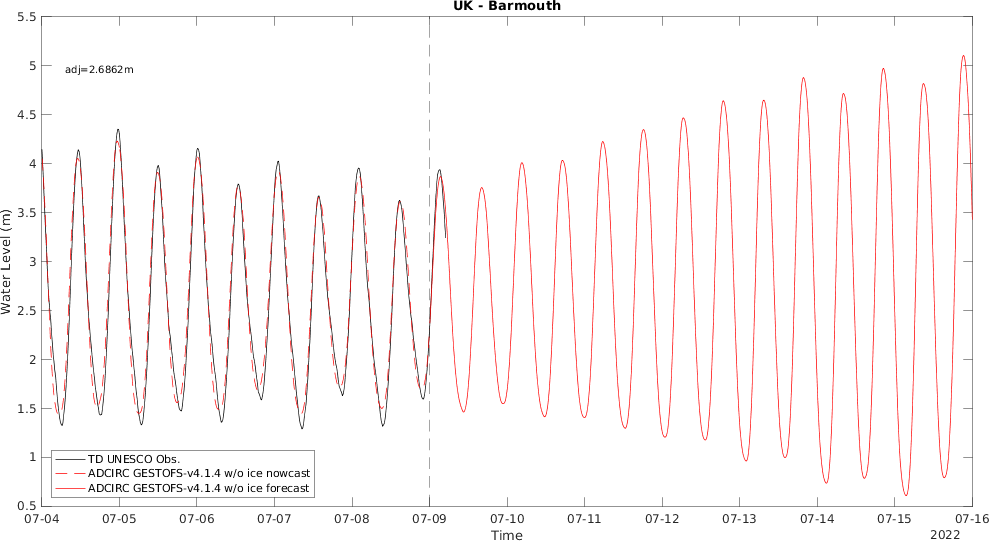 UK - Barmouth
5.5
5
4.5
4
3.5
3
2.5
2
1.5
1
0.5
Water Level (m)
adj=2.6862m
TD UNESCO Obs.
ADCIRC GESTOFS-v4.1.4 w/o ice nowcast
ADCIRC GESTOFS-v4.1.4 w/o ice forecast
07-04 07-05 07-06 07-07 07-08 07-09 07-10 07-11 07-12 07-13 07-14 07-15 07-16
Time
2022